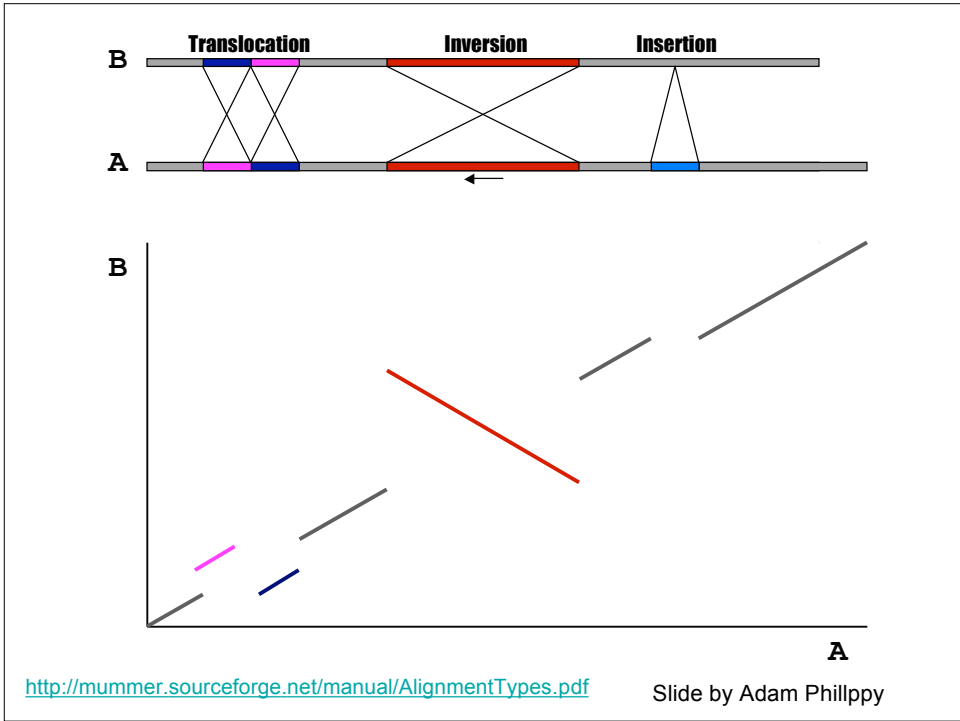 Translocation Inversion Insertion
B
A
B
A
http://mummer.sourceforge.net/manual/AlignmentTypes.pdf Slide by Adam Phillppy